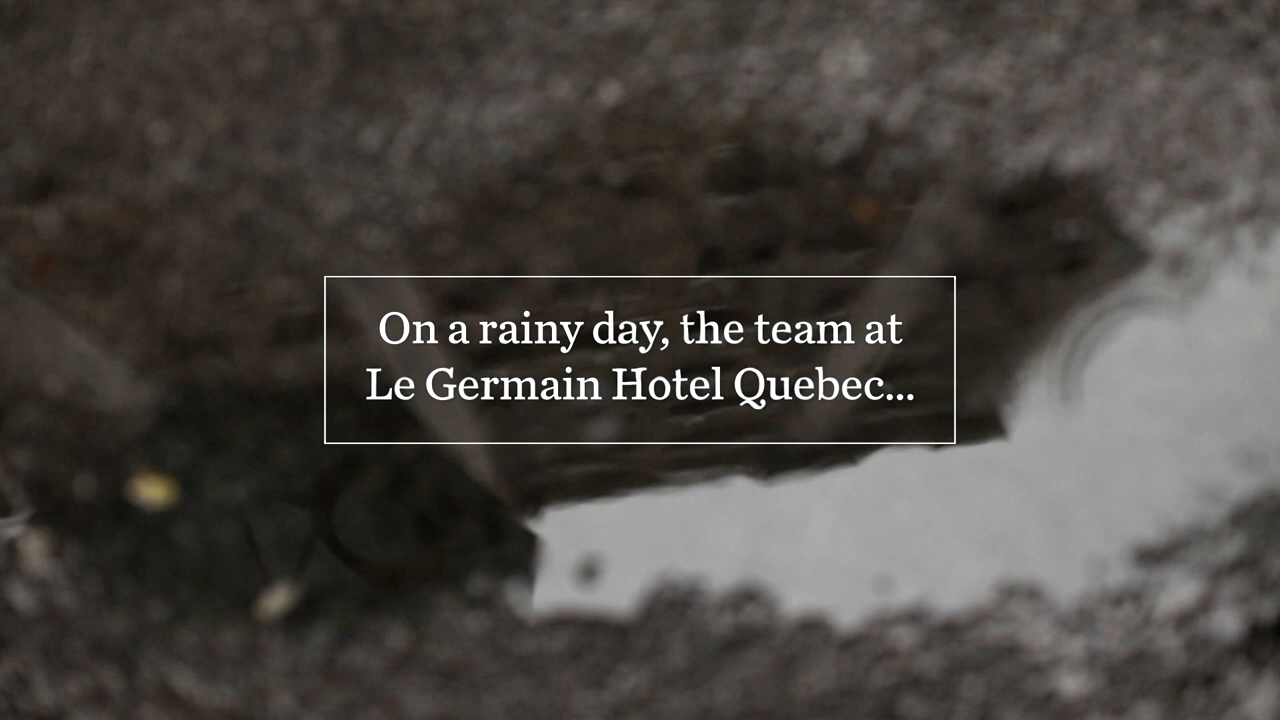 On a rainy day, the team at
Le Germain Hotel Quebec...